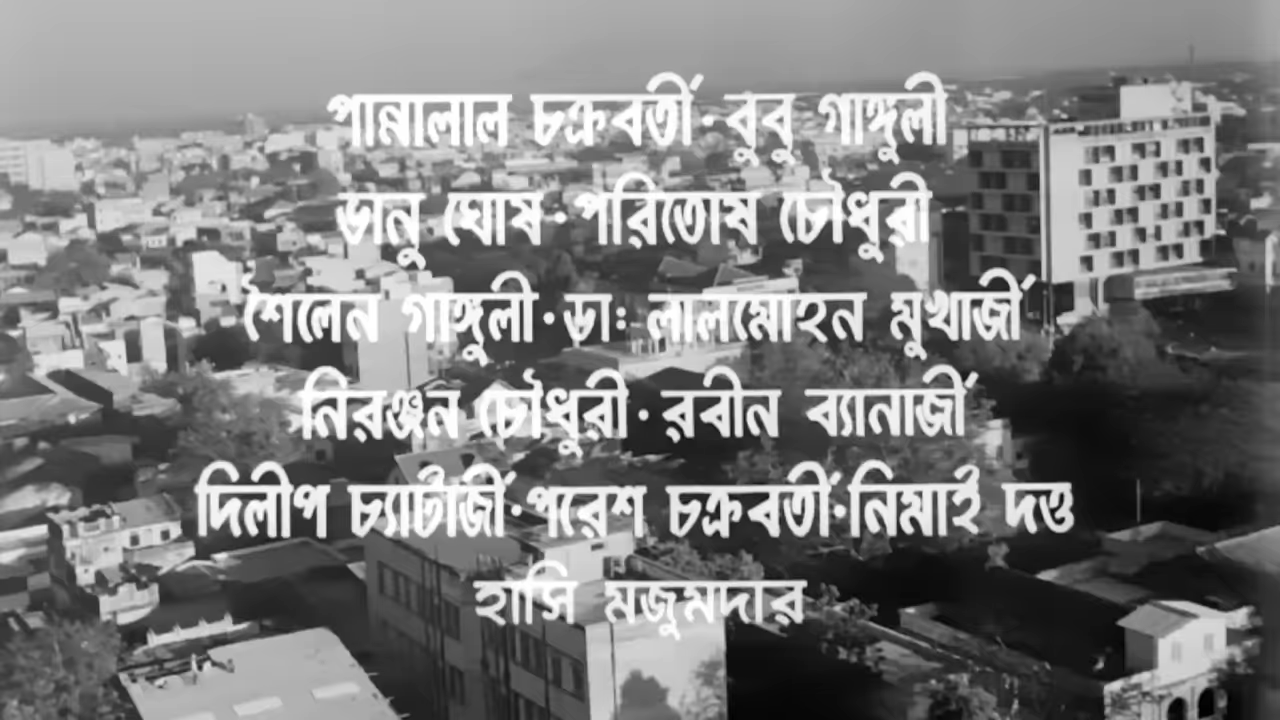 পান্নালাল চক্রবর্তী·বুবু গাঙ্গুলী
ভানু ঘোষ·পরিতোষ চৌধুরী
শৈলেন গাঙ্গুলী·ডাঃ লালমোহন মুখার্জী
নিরঞ্জন চৌধুরী·রবীন ব্যানার্জী
দিলীপ চ্যাটার্জী·পরেশ চক্রবর্তী·নিমাই দত্ত
হাসি মজুমদার